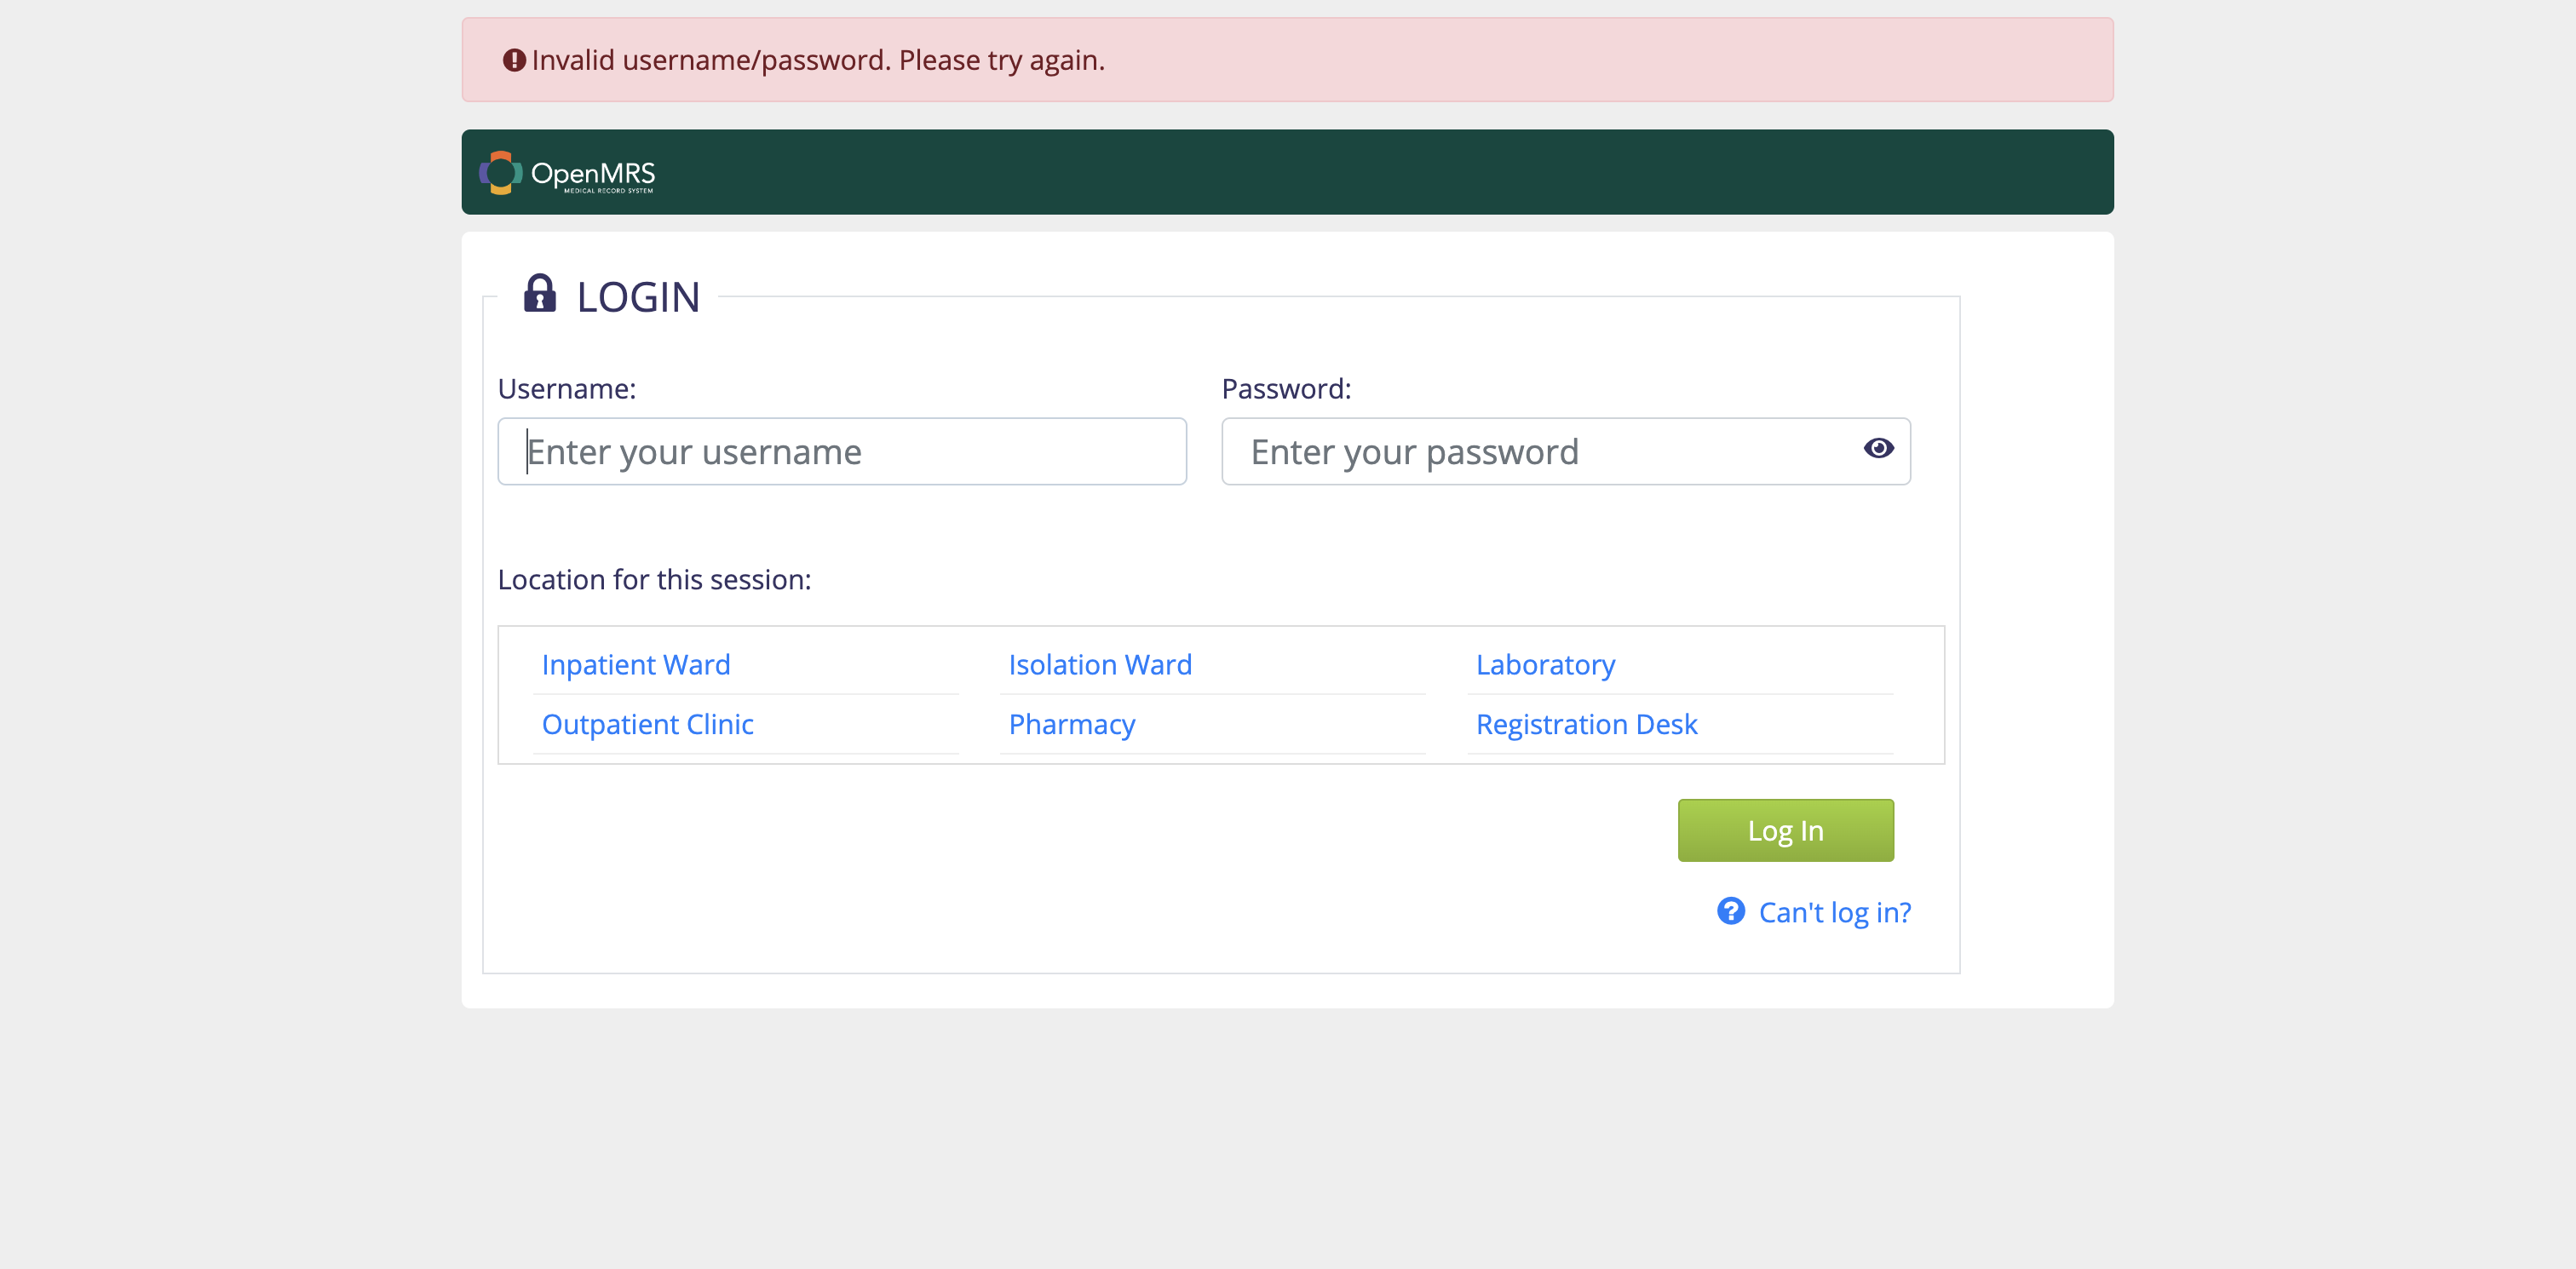 Invalid username/password. Please try again.
OpenMRS
MEDICAL RECORD SYSTEM
LOGIN
Username:
Password:
Enter your username
Enter your password
Location for this session:
Inpatient Ward
Isolation Ward
Laboratory
Outpatient Clinic
Pharmacy
Registration Desk
Log In
Can't log in?